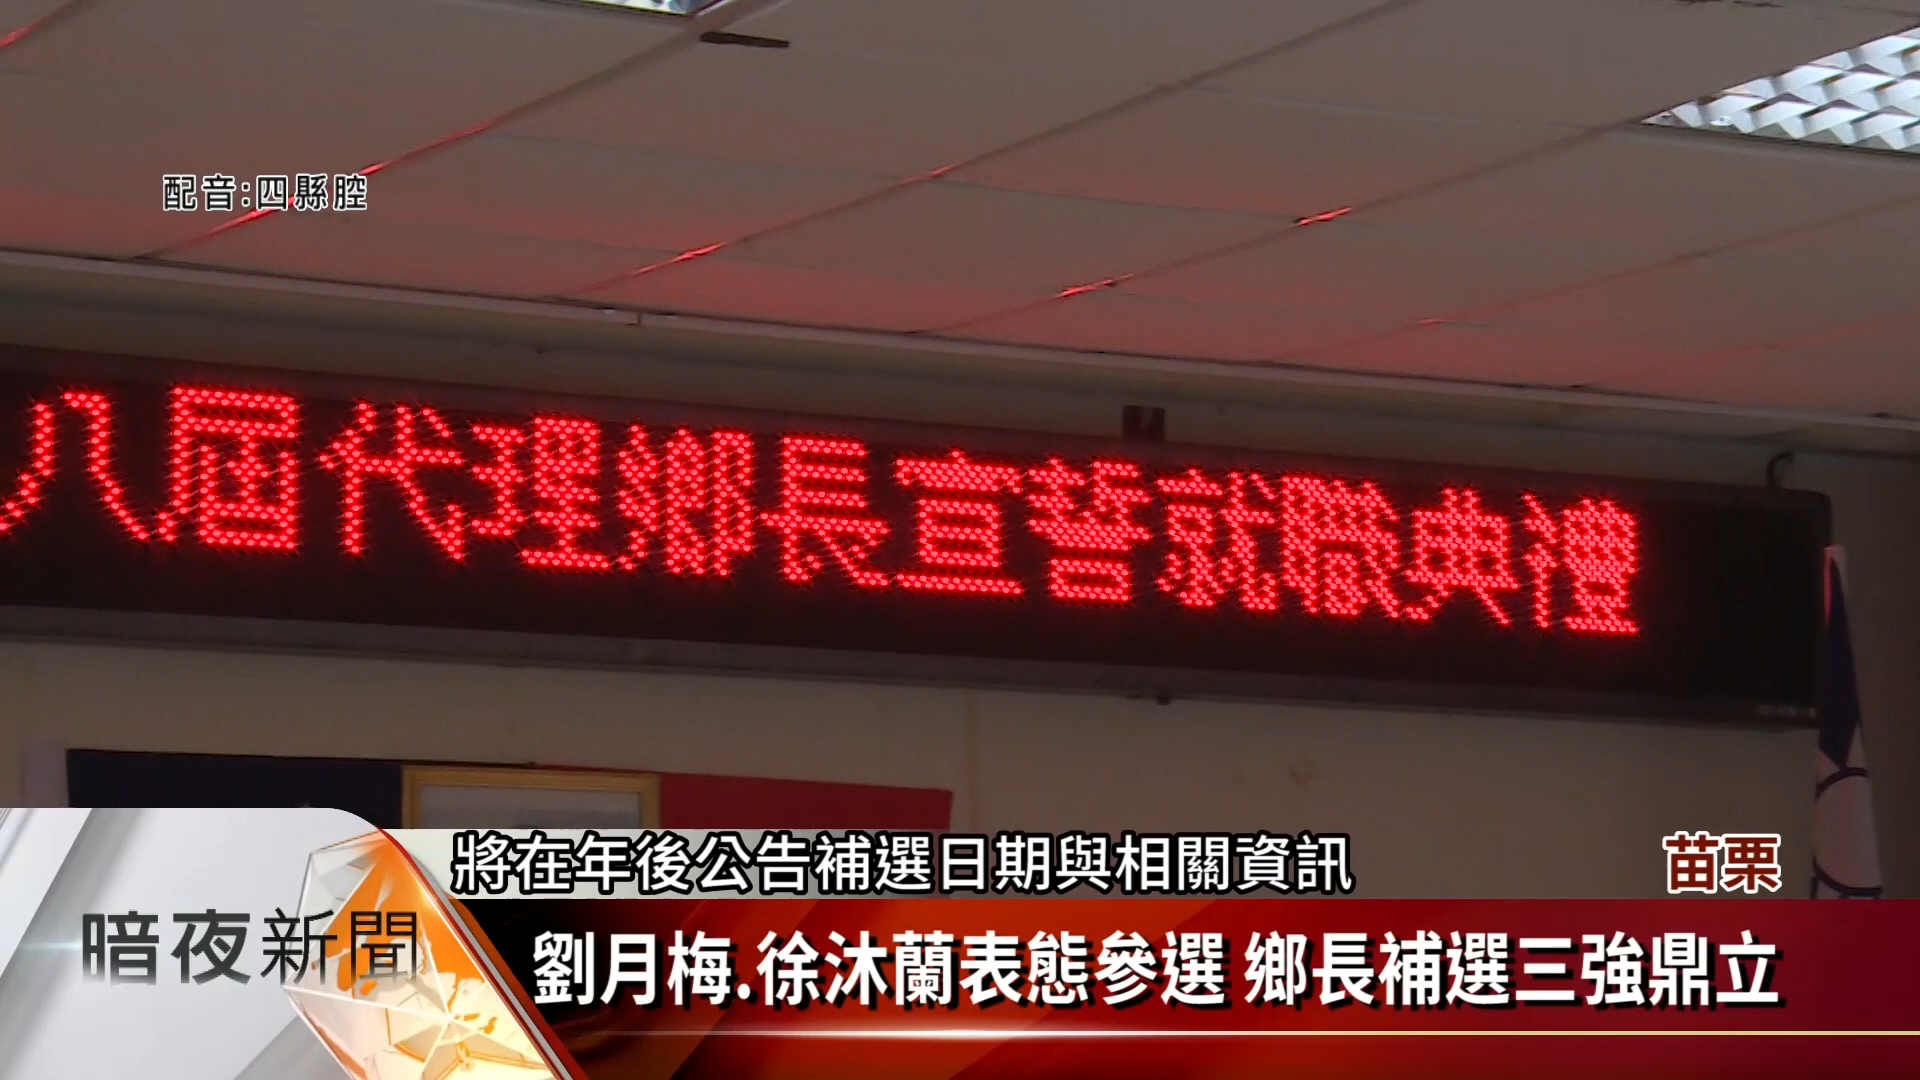 配音:四縣腔
八屆代理鄉長宣誓就職典禮
將在年後公告補選日期與相關資訊
苗栗
暗夜新聞
劉月梅.徐沐蘭表態參選 鄉長補選三強鼎立